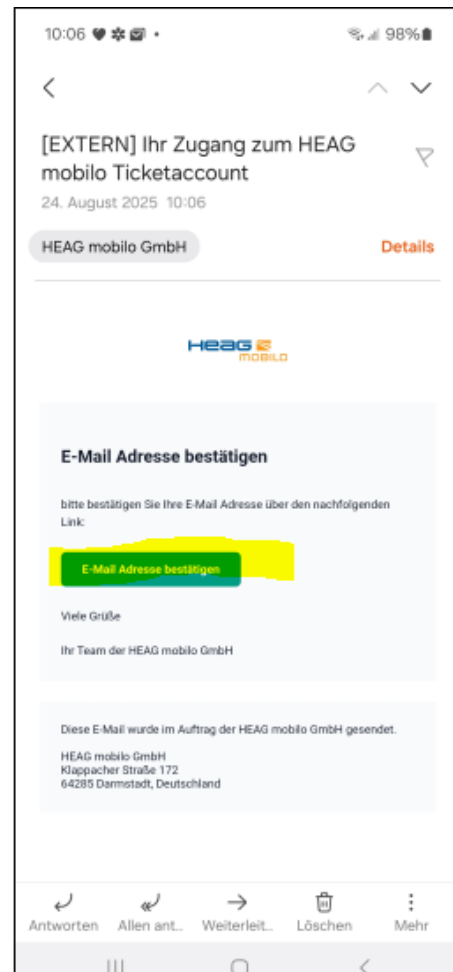 10:06
98%
[EXTERN] Ihr Zugang zum HEAG
mobilo Ticketaccount
24. August 2025 10:06
HEAG mobilo GmbH
Details
HEAG
MOBILO
E-Mail Adresse bestätigen
bitte bestätigen Sie Ihre E-Mail Adresse über den nachfolgenden
Link:
E-Mail Adresse bestätigen
Viele Grüße
Ihr Team der HEAG mobilo GmbH
Diese E-Mail wurde im Auftrag der HEAG mobilo GmbH gesendet.
HEAG mobilo GmbH
Klappacher Straße 172
64285 Darmstadt, Deutschland
Antworten Allen ant... Weiterleit... Löschen Mehr